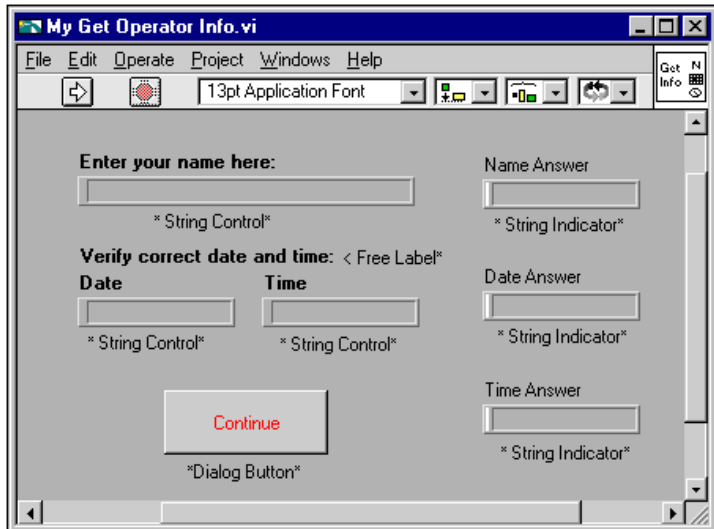 My Get Operator Info.vi
File Edit Operate Project Windows Help
13pt Application Font
Get N
Info
Enter your name here:
* String Control*
Verify correct date and time: < Free Label*
Date Time
* String Control* * String Control*
Continue
*Dialog Button*
Name Answer
* String Indicator*
Date Answer
* String Indicator*
Time Answer
* String Indicator*